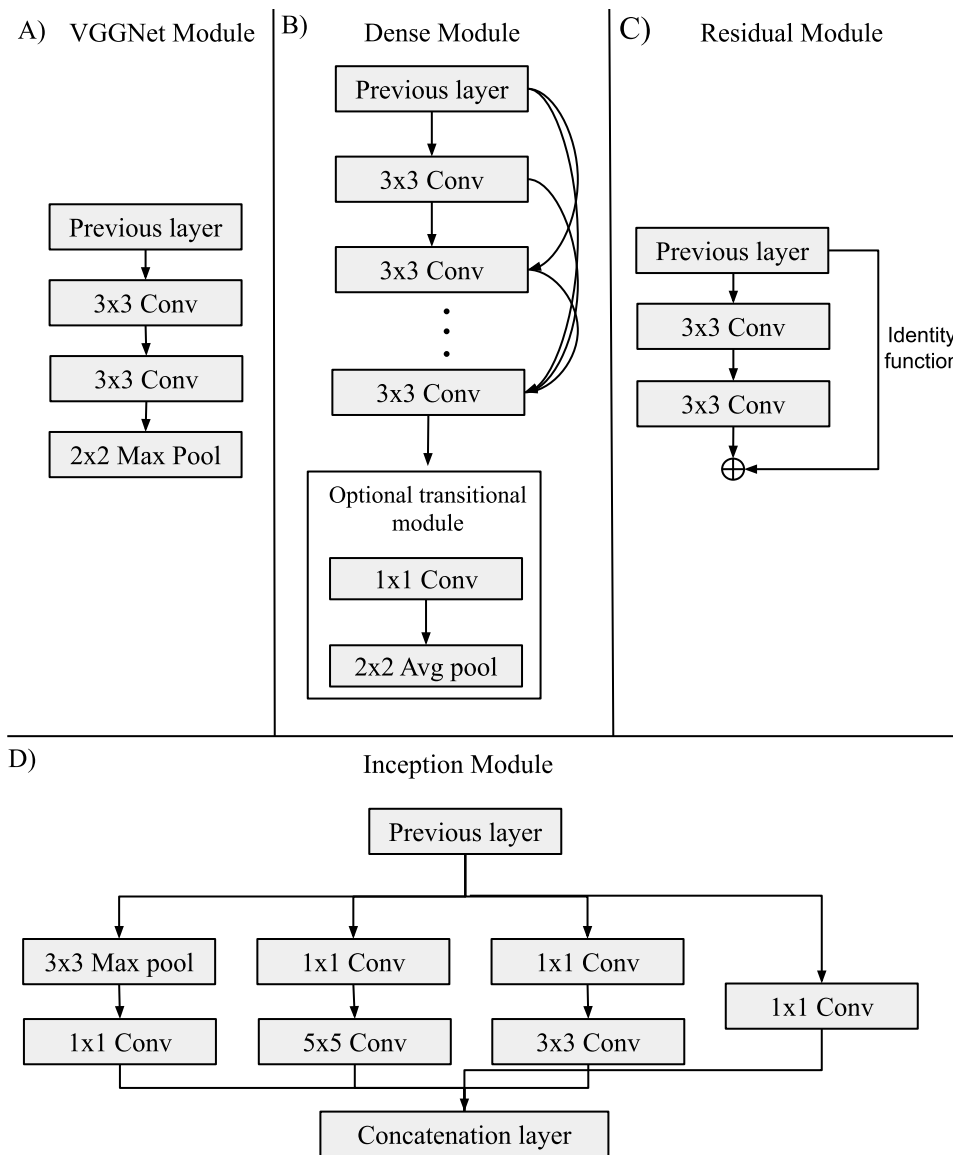 A) VGGNet Module
Previous layer
3x3 Conv
3x3 Conv
2x2 Max Pool
B) Dense Module
Previous layer
3x3 Conv
3x3 Conv
3x3 Conv
Optional transitional
module
1x1 Conv
2x2 Avg pool
C) Residual Module
Previous layer
3x3 Conv
3x3 Conv
Identity
function
D) Inception Module
Previous layer
3x3 Max pool
1x1 Conv
1x1 Conv
5x5 Conv
1x1 Conv
3x3 Conv
1x1 Conv
Concatenation layer